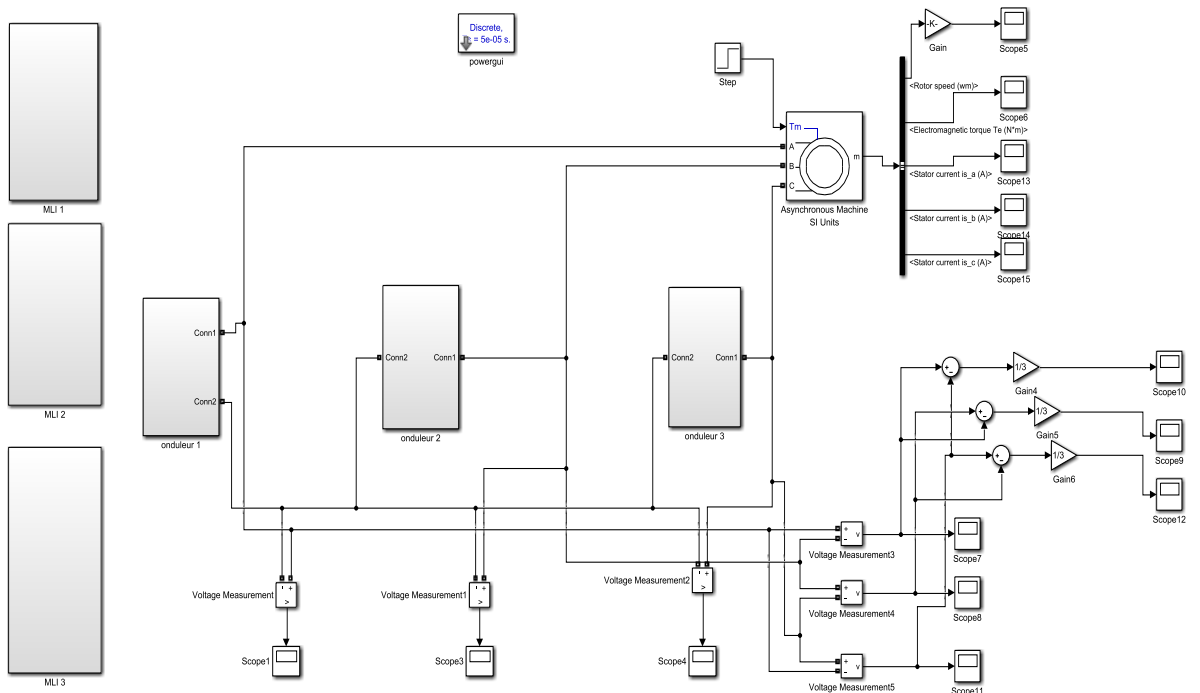 Discrete,
= 5e-05 s.
powergui
-K-
Gain
Scope5
Step
<Rotor speed (wm)>
Scope6
<Electromagnetic torque Te (N*m)>
Tm
A
B
C
m
Asynchronous Machine
SI Units
Scope13
<Stator current is_a (A)>
<Stator current is_b (A)>
Scope14
<Stator current is_c (A)>
Scope15
MLI 1
MLI 2
MLI 3
Conn1
Conn2
onduleur 1
Conn2
Conn1
onduleur 2
Conn2
Conn1
onduleur 3
+
-
1/3
Gain4
Scope10
+
-
1/3
Gain5
Scope9
+
-
1/3
Gain6
Scope12
+
-
v
Voltage Measurement3
Scope7
Voltage Measurement
Voltage Measurement1
Voltage Measurement2
+
-
v
Voltage Measurement4
Scope8
Scope1
Scope3
Scope4
+
-
v
Voltage Measurement5
Scope11